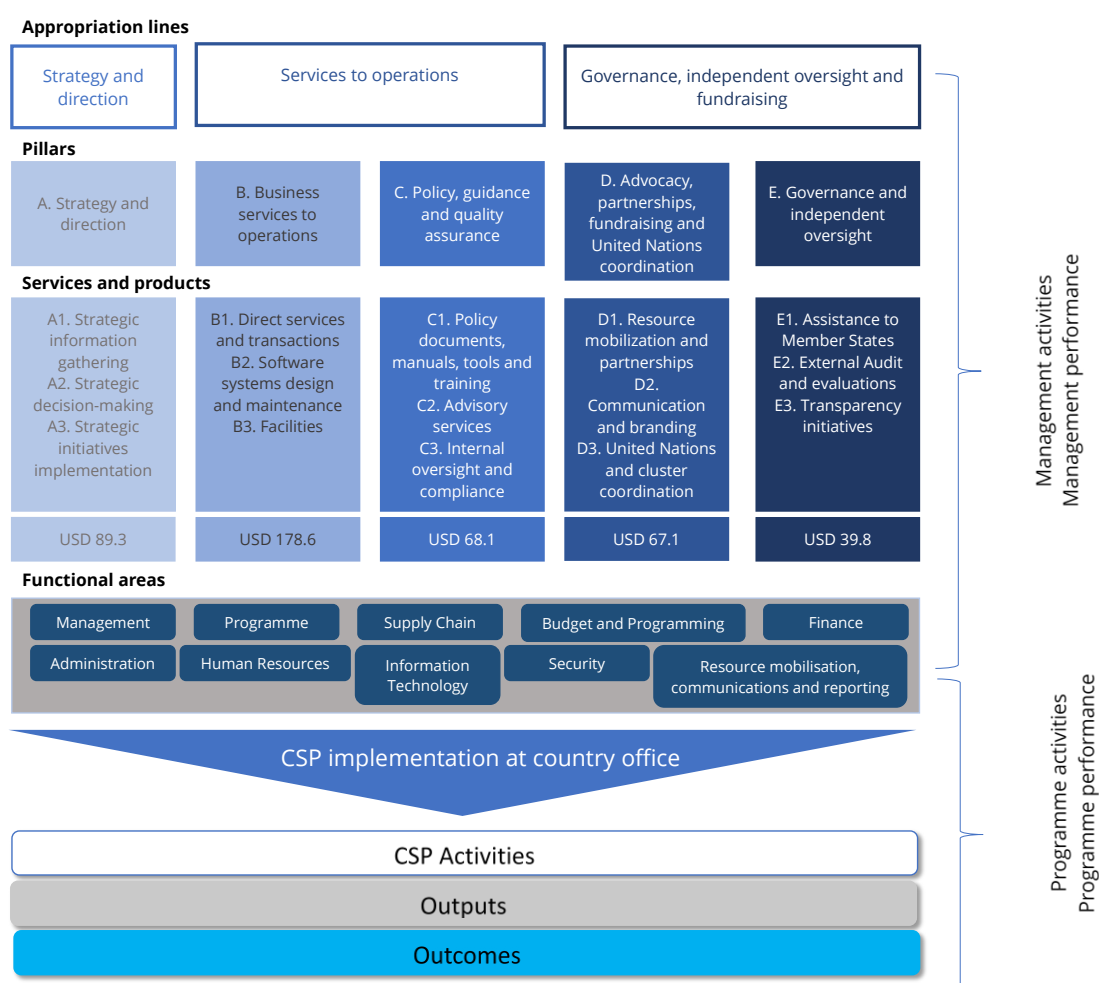 Appropriation lines
Strategy and
direction
Services to operations
Governance, independent oversight and
fundraising
Pillars
A. Strategy and
direction
B. Business
services to
operations
C. Policy, guidance
and quality
assurance
D. Advocacy,
partnerships,
fundraising and
United Nations
coordination
E. Governance and
independent
oversight
Services and products
A1. Strategic
information
gathering
A2. Strategic
decision-making
A3. Strategic
initiatives
implementation
B1. Direct services
and transactions
B2. Software
systems design
and maintenance
B3. Facilities
C1. Policy
documents,
manuals, tools and
training
C2. Advisory
services
C3. Internal
oversight and
compliance
D1. Resource
mobilization and
partnerships
D2.
Communication
and branding
D3. United Nations
and cluster
coordination
E1. Assistance to
Member States
E2. External Audit
and evaluations
E3. Transparency
initiatives
USD 89.3
USD 178.6
USD 68.1
USD 67.1
USD 39.8
Functional areas
Management
Programme
Supply Chain
Budget and Programming
Finance
Administration
Human Resources
Information
Technology
Security
Resource mobilisation,
communications and reporting
CSP implementation at country office
CSP Activities
Outputs
Outcomes
Management activities
Management performance
Programme activities
Programme performance